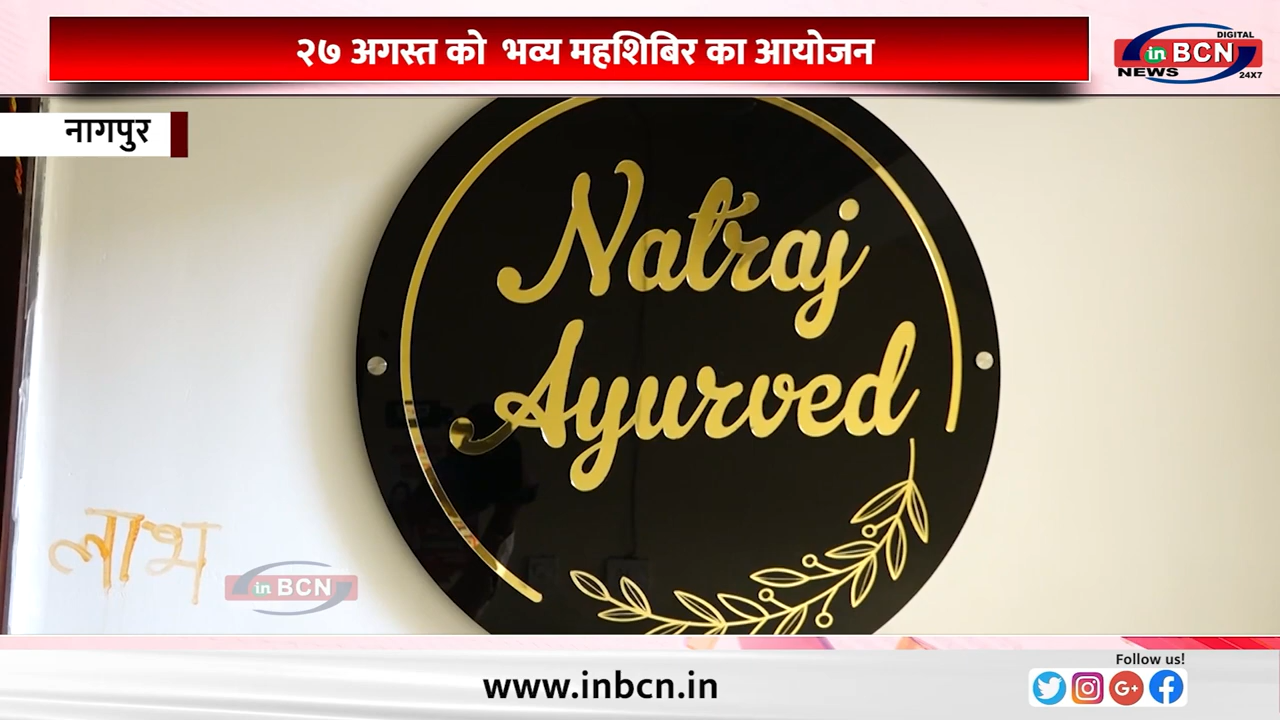 २७ अगस्त को भव्य महशिबिर का आयोजन
DIGITAL
in BCN
NEWS 24X7
नागपुर
Natraj
Ayurved
लाभ
in BCN
Follow us!
www.inbcn.in